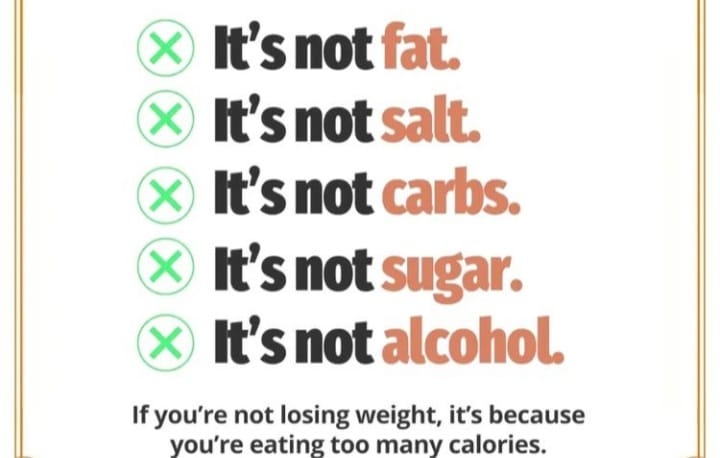 It's not fat.
It's not salt.
It's not carbs.
It's not sugar.
It's not alcohol.
If you're not losing weight, it's because
you're eating too many calories.